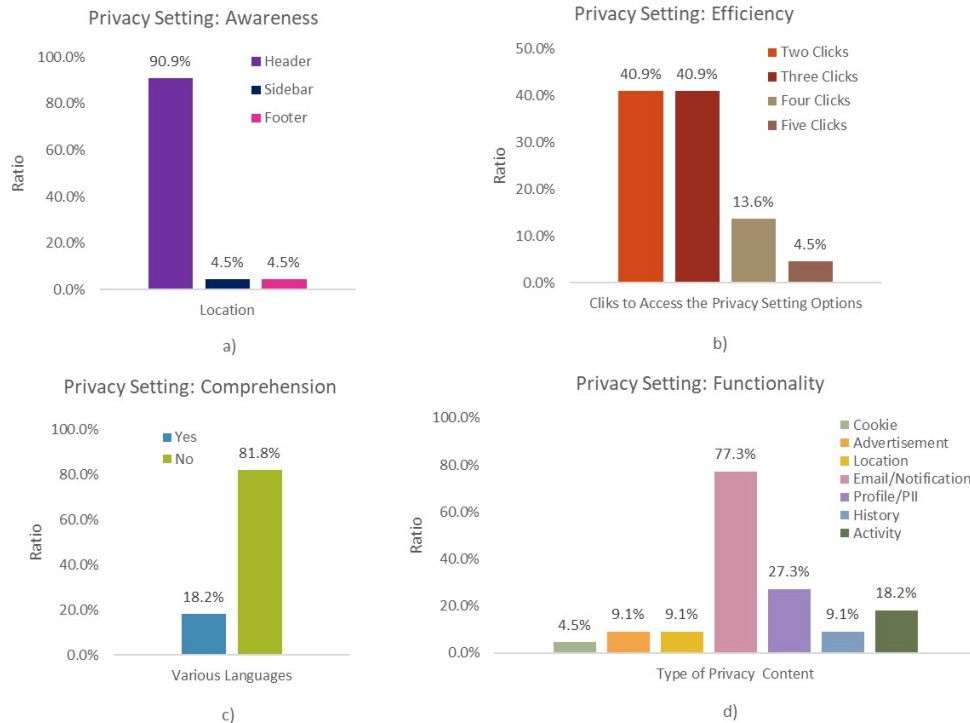 Privacy Setting: Awareness
100.0%
80.0%
60.0%
40.0%
20.0%
0.0%
Ratio
90.9%
4.5%
4.5%
Header
Sidebar
Footer
Location
a)
Privacy Setting: Efficiency
50.0%
40.0%
30.0%
20.0%
10.0%
0.0%
Ratio
40.9%
40.9%
13.6%
4.5%
Two Clicks
Three Clicks
Four Clicks
Five Clicks
Cliks to Access the Privacy Setting Options
b)
Privacy Setting: Comprehension
100.0%
80.0%
60.0%
40.0%
20.0%
0.0%
Ratio
Yes
No
18.2%
81.8%
Various Languages
c)
Privacy Setting: Functionality
100.0%
80.0%
60.0%
40.0%
20.0%
0.0%
Ratio
4.5%
9.1%
9.1%
77.3%
27.3%
9.1%
18.2%
Cookie
Advertisement
Location
Email/Notification
Profile/PII
History
Activity
Type of Privacy Content
d)